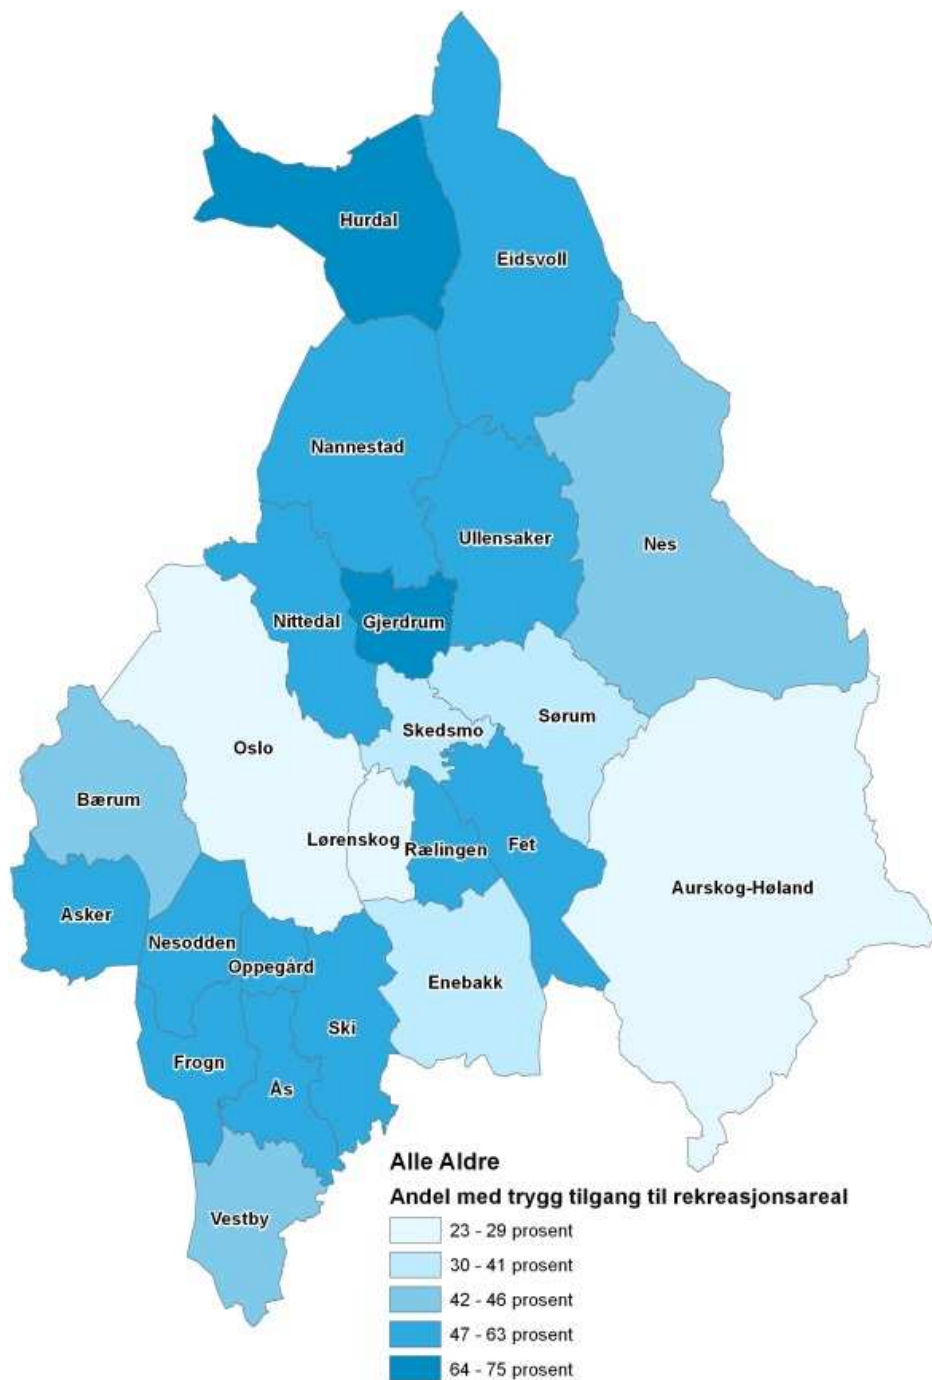 Hurdal
Eidsvoll
Nannestad
Ullensaker
Nes
Nittedal
Gjerdrum
Sørum
Skedsmo
Oslo
Bærum
Lørenskog
Rælingen
Fet
Aurskog-Høland
Asker
Nesodden
Oppegård
Enebakk
Ski
Frogn
Ås
Vestby
Alle Aldre
Andel med trygg tilgang til rekreasjonsareal
23 - 29 prosent
30 - 41 prosent
42 - 46 prosent
47 - 63 prosent
64 - 75 prosent